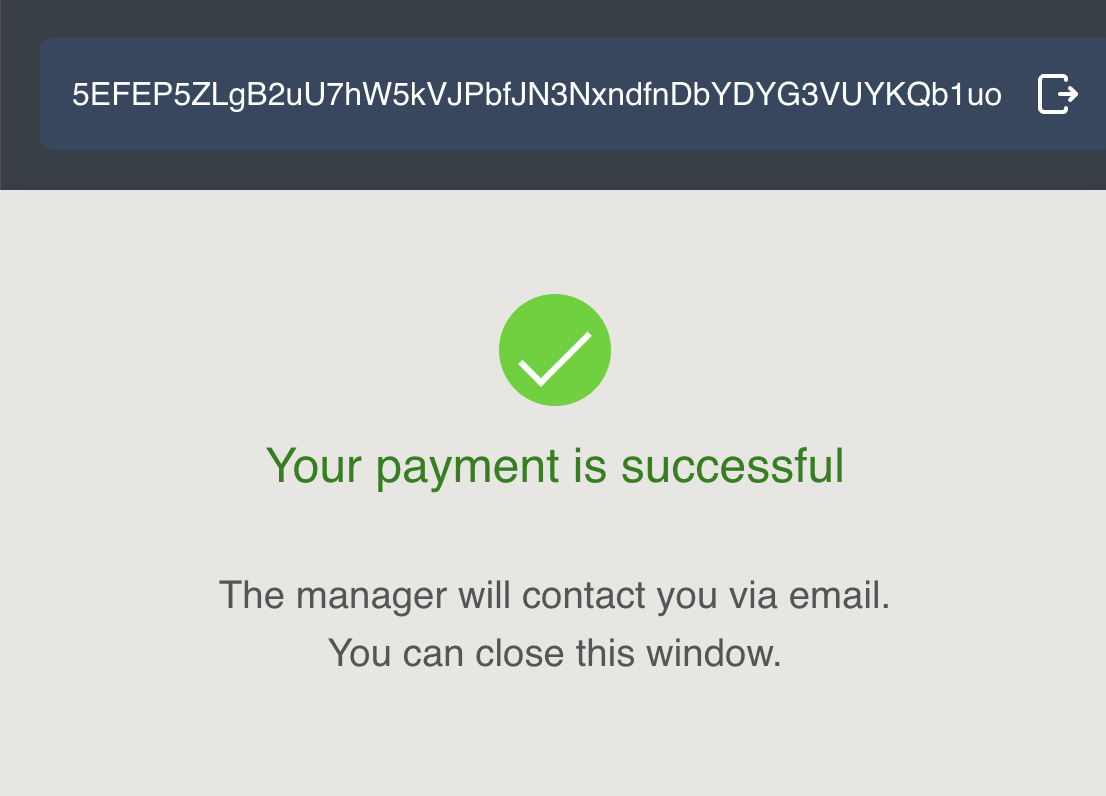 5EFEP5ZLgB2uU7hW5kVJPbfJN3NxndfnDbYDYG3VUYKQb1uo
Your payment is successful
The manager will contact you via email.
You can close this window.